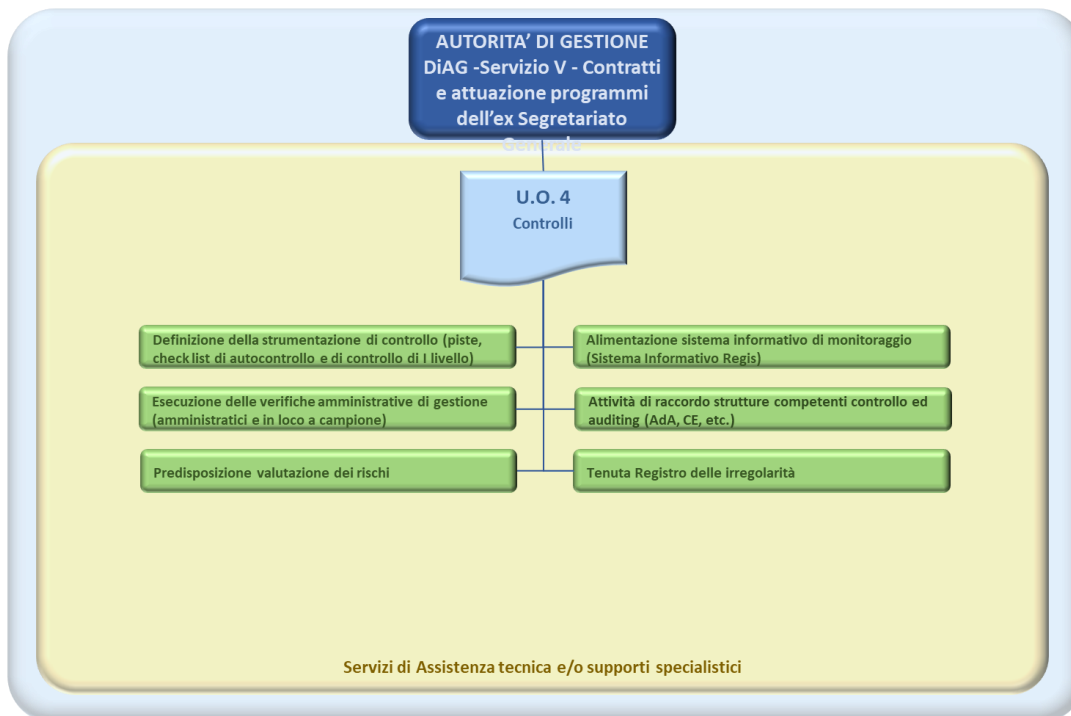 AUTORITA’ DI GESTIONE
DiAG -Servizio V - Contratti
e attuazione programmi
dell’ex Segretariato
Generale
U.O. 4
Controlli
Definizione della strumentazione di controllo (piste,
check list di autocontrollo e di controllo di I livello)
Alimentazione sistema informativo di monitoraggio
(Sistema Informativo Regis)
Esecuzione delle verifiche amministrative di gestione
(amministratici e in loco a campione)
Attività di raccordo strutture competenti controllo ed
auditing (AdA, CE, etc.)
Predisposizione valutazione dei rischi
Tenuta Registro delle irregolarità
Servizi di Assistenza tecnica e/o supporti specialistici